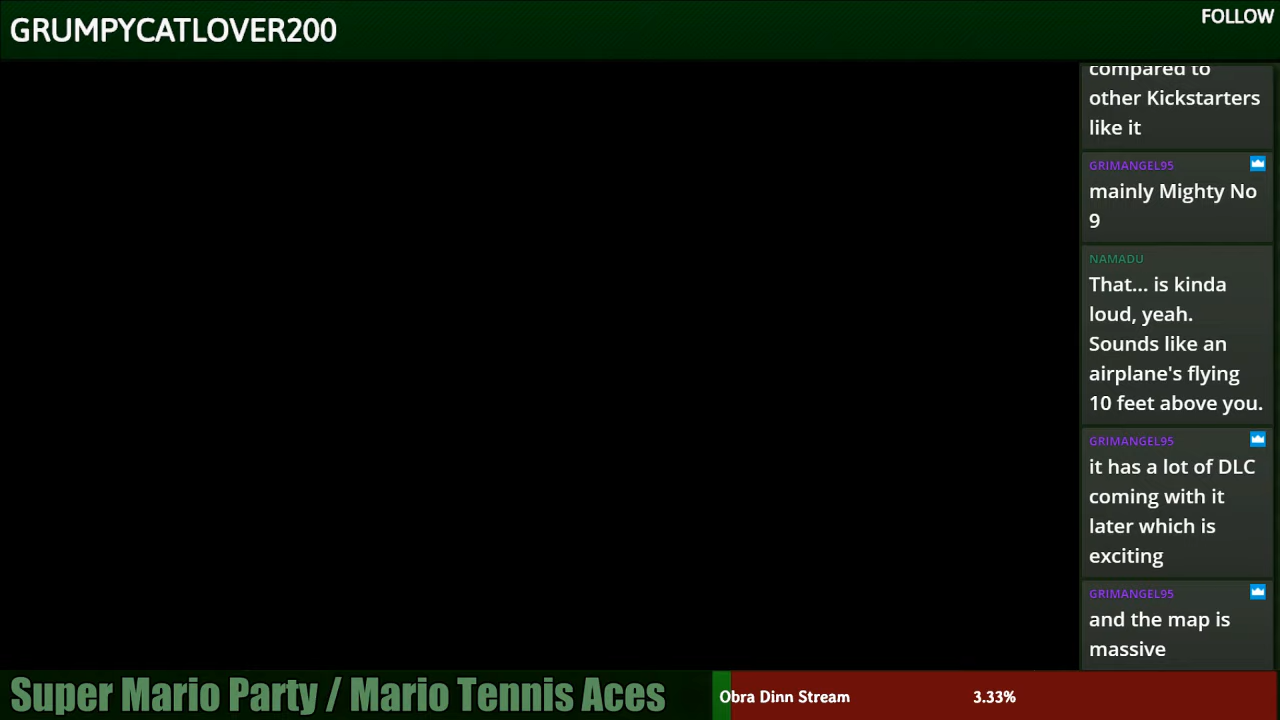 GRUMPYCATLOVER200
FOLLOW
compared to
other Kickstarters
like it
GRIMANGEL95
mainly Mighty No
9
NAMADU
That... is kinda
loud, yeah.
Sounds like an
airplane's flying
10 feet above you.
GRIMANGEL95
it has a lot of DLC
coming with it
later which is
exciting
GRIMANGEL95
and the map is
massive
Super Mario Party / Mario Tennis Aces
Obra Dinn Stream 3.33%